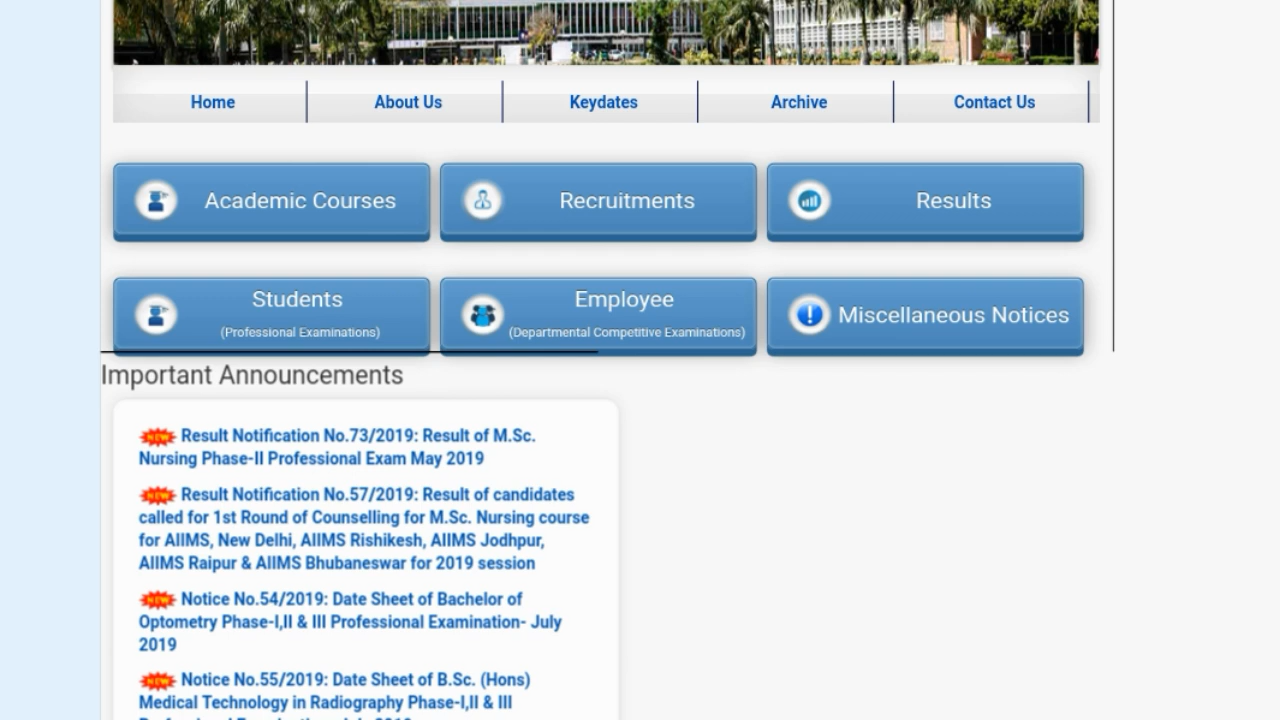 Home About Us Keydates Archive Contact Us
Academic Courses Recruitments Results
Students Employee Miscellaneous Notices
(Professional Examinations) (Departmental Competitive Examinations)
Important Announcements
NEW Result Notification No.73/2019: Result of M.Sc.
Nursing Phase-II Professional Exam May 2019
NEW Result Notification No.57/2019: Result of candidates
called for 1st Round of Counselling for M.Sc. Nursing course
for AIIMS, New Delhi, AIIMS Rishikesh, AIIMS Jodhpur,
AIIMS Raipur & AIIMS Bhubaneswar for 2019 session
NEW Notice No.54/2019: Date Sheet of Bachelor of
Optometry Phase-I,II & III Professional Examination- July
2019
NEW Notice No.55/2019: Date Sheet of B.Sc. (Hons)
Medical Technology in Radiography Phase-I,II & III